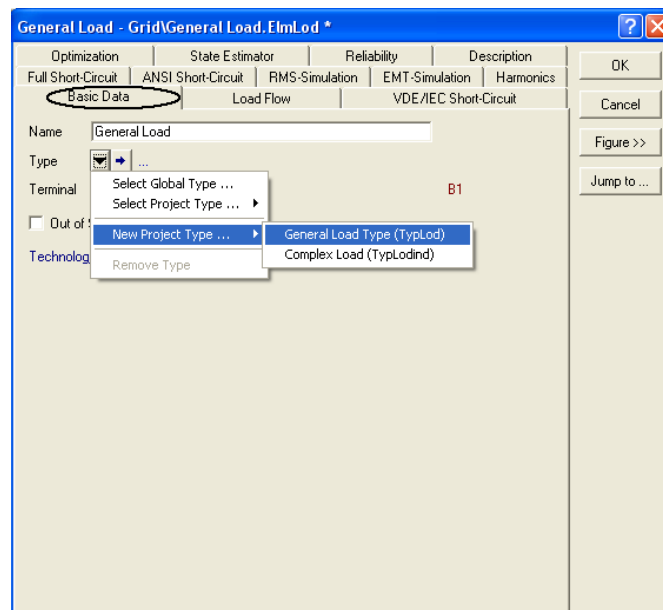 General Load - Grid\General Load.ElmLod *
Optimization State Estimator Reliability Description
Full Short-Circuit ANSI Short-Circuit RMS-Simulation EMT-Simulation Harmonics
Basic Data Load Flow VDE/IEC Short-Circuit
OK
Cancel
Figure >>
Jump to ...
Name General Load
Type ...
Terminal B1
Out of
Technolog
Select Global Type ...
Select Project Type ...
New Project Type ...
Remove Type
General Load Type (TypLod)
Complex Load (TypLodind)